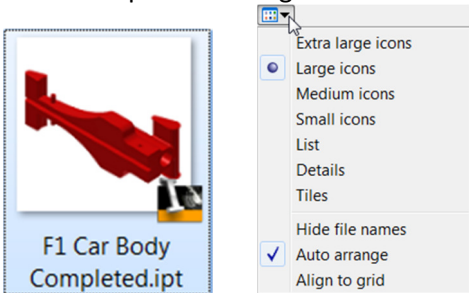 F1 Car Body
Completed.ipt
Extra large icons
Large icons
Medium icons
Small icons
List
Details
Tiles
Hide file names
Auto arrange
Align to grid